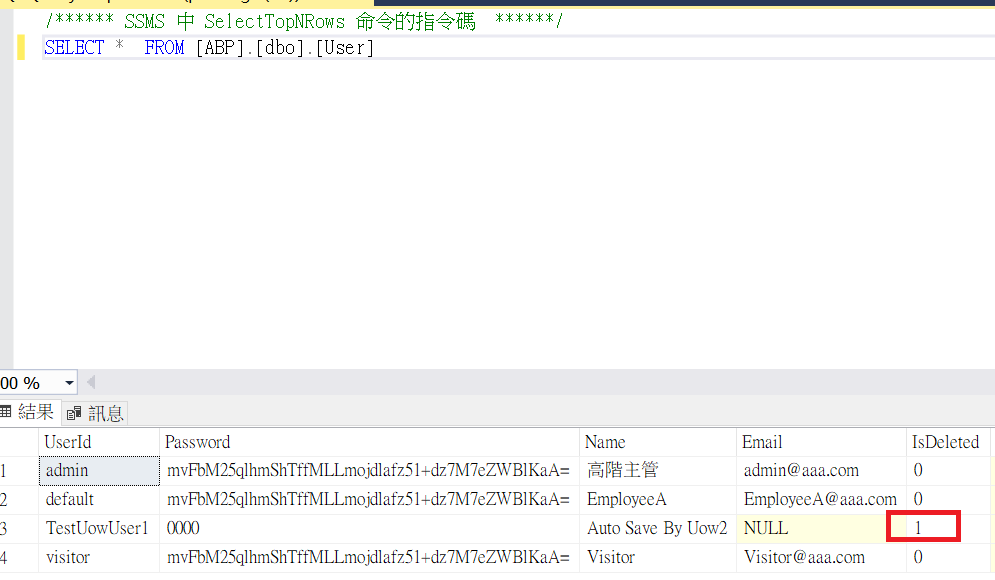 /****** SSMS 中 SelectTopNRows 命令的指令碼  ******/
SELECT *  FROM [ABP].[dbo].[User]
00 %
結果 訊息
UserId Password Name Email IsDeleted
1 admin mvFbM25qlhmShTffMLLmojdlafz51+dz7M7eZWBlKaA= 高階主管 admin@aaa.com 0
2 default mvFbM25qlhmShTffMLLmojdlafz51+dz7M7eZWBlKaA= EmployeeA EmployeeA@aaa.com 0
3 TestUowUser1 0000 Auto Save By Uow2 NULL 1
4 visitor mvFbM25qlhmShTffMLLmojdlafz51+dz7M7eZWBlKaA= Visitor Visitor@aaa.com 0